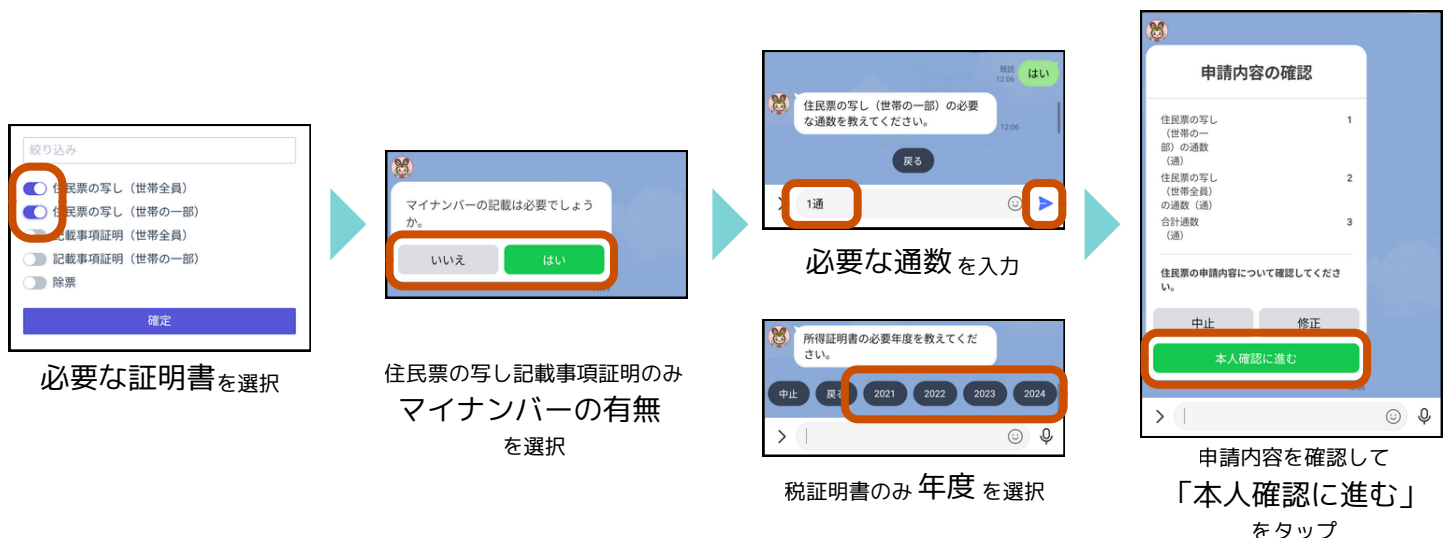 絞り込み
住民票の写し（世帯全員）
住民票の写し（世帯の一部）
記載事項証明（世帯全員）
記載事項証明（世帯の一部）
除票
確定
必要な証明書を選択
マイナンバーの記載は必要でしょう
か。
いいえ
はい
住民票の写し記載事項証明のみ
マイナンバーの有無
を選択
既読
12:06
はい
住民票の写し（世帯の一部）の必要
な通数を教えてください。
12:06
戻る
1通
必要な通数 を入力
所得証明書の必要年度を教えてくだ
さい。
中止 戻る 2021 2022 2023 2024
税証明書のみ 年度 を選択
申請内容の確認
住民票の写し 1
（世帯の一
部）の通数
（通）
住民票の写し 2
（世帯全員）
の通数（通）
合計通数 3
（通）
住民票の申請内容について確認してくださ
い。
中止 修正
本人確認に進む
申請内容を確認して
「本人確認に進む」
をタップ